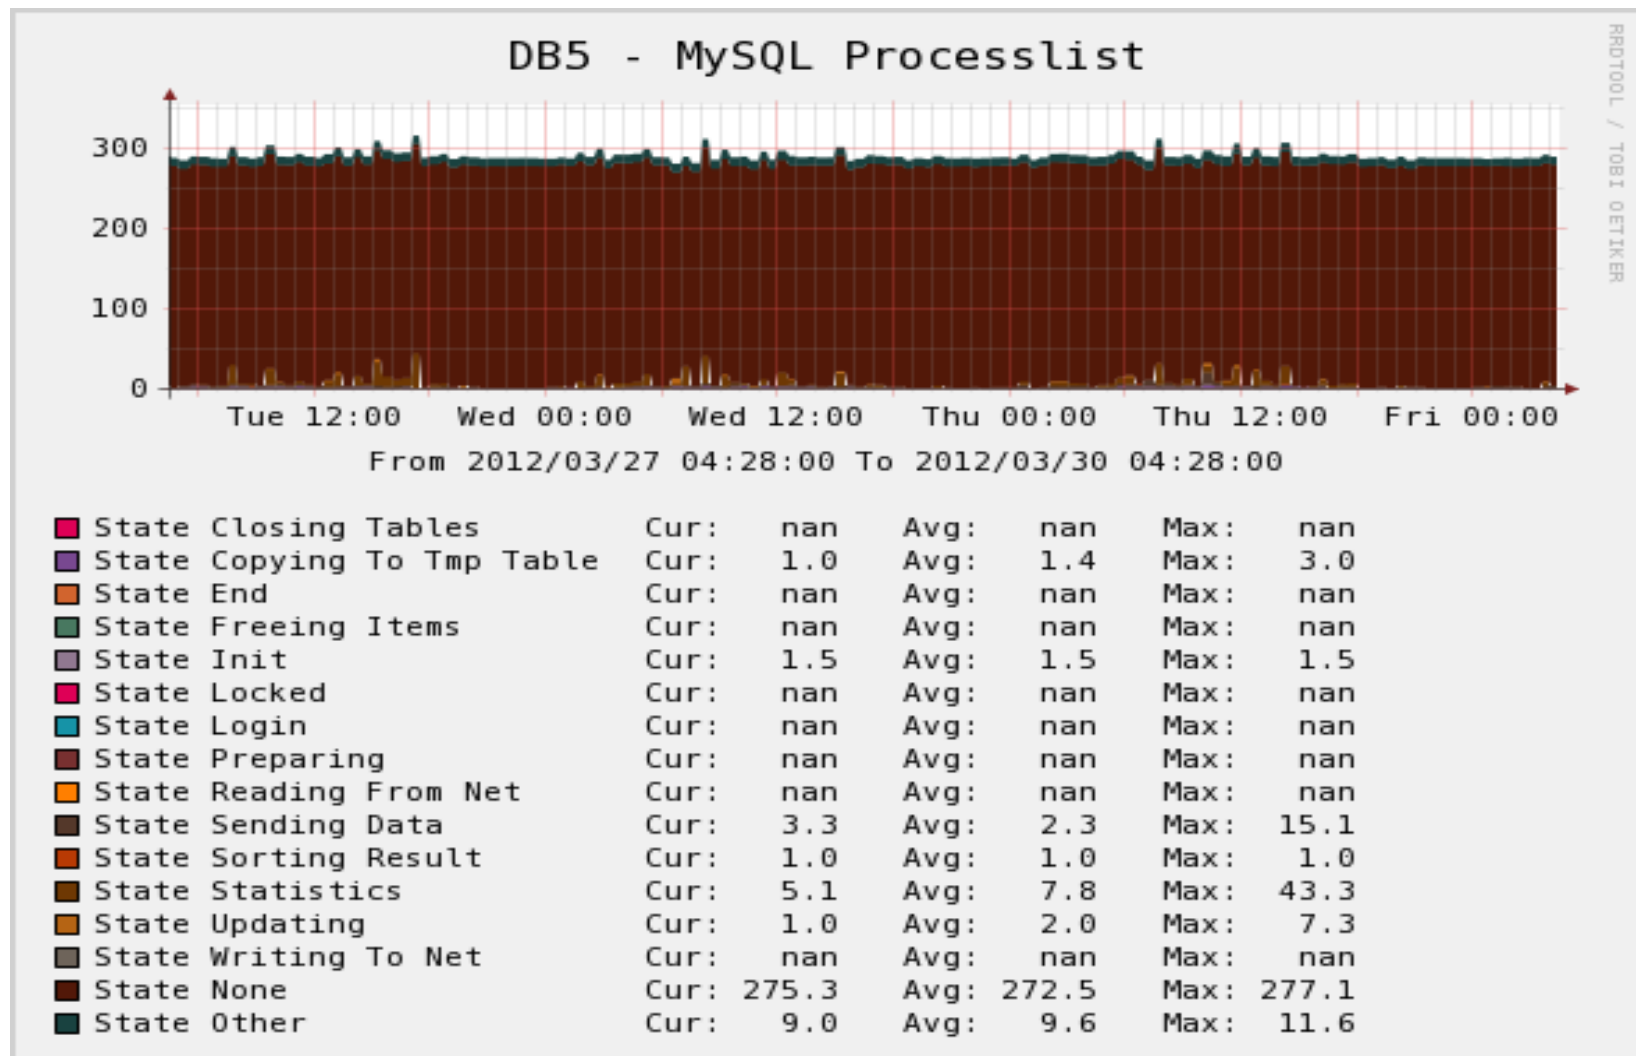 DB5 - MySQL Processlist
RRDTOOL / TOBI OETIKER
300
200
100
0
Tue 12:00 Wed 00:00 Wed 12:00 Thu 00:00 Thu 12:00 Fri 00:00
From 2012/03/27 04:28:00 To 2012/03/30 04:28:00
State Closing Tables Cur: nan Avg: nan Max: nan
State Copying To Tmp Table Cur: 1.0 Avg: 1.4 Max: 3.0
State End Cur: nan Avg: nan Max: nan
State Freeing Items Cur: nan Avg: nan Max: nan
State Init Cur: 1.5 Avg: 1.5 Max: 1.5
State Locked Cur: nan Avg: nan Max: nan
State Login Cur: nan Avg: nan Max: nan
State Preparing Cur: nan Avg: nan Max: nan
State Reading From Net Cur: nan Avg: nan Max: nan
State Sending Data Cur: 3.3 Avg: 2.3 Max: 15.1
State Sorting Result Cur: 1.0 Avg: 1.0 Max: 1.0
State Statistics Cur: 5.1 Avg: 7.8 Max: 43.3
State Updating Cur: 1.0 Avg: 2.0 Max: 7.3
State Writing To Net Cur: nan Avg: nan Max: nan
State None Cur: 275.3 Avg: 272.5 Max: 277.1
State Other Cur: 9.0 Avg: 9.6 Max: 11.6